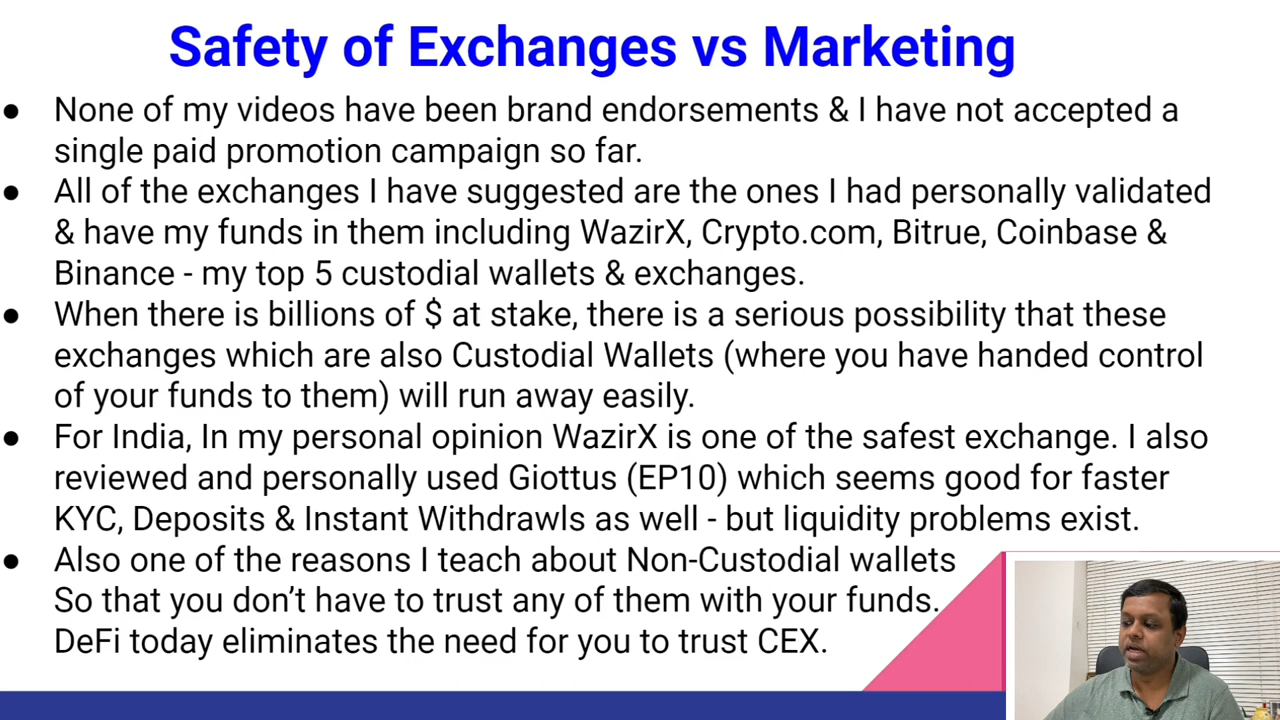 Safety of Exchanges vs Marketing
● None of my videos have been brand endorsements & I have not accepted a
single paid promotion campaign so far.
● All of the exchanges I have suggested are the ones I had personally validated
& have my funds in them including WazirX, Crypto.com, Bitrue, Coinbase &
Binance - my top 5 custodial wallets & exchanges.
● When there is billions of $ at stake, there is a serious possibility that these
exchanges which are also Custodial Wallets (where you have handed control
of your funds to them) will run away easily.
● For India, In my personal opinion WazirX is one of the safest exchange. I also
reviewed and personally used Giottus (EP10) which seems good for faster
KYC, Deposits & Instant Withdrawls as well - but liquidity problems exist.
● Also one of the reasons I teach about Non-Custodial wallets
So that you don’t have to trust any of them with your funds.
DeFi today eliminates the need for you to trust CEX.